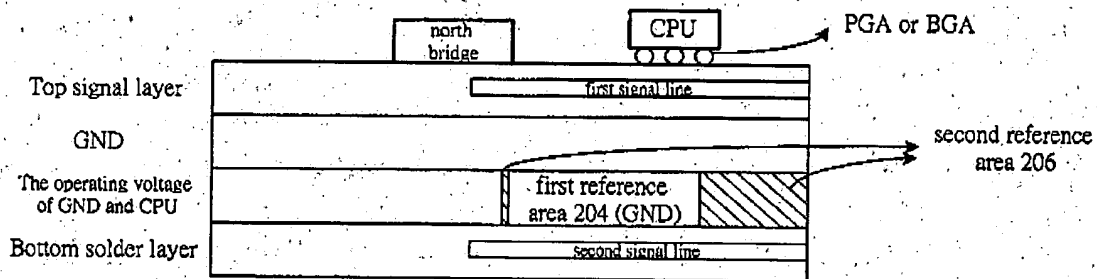 north
bridge
CPU
PGA or BGA
Top signal layer
first signal line
GND
second reference
area 206
The operating voltage
of GND and CPU
first reference
area 204 (GND)
Bottom solder layer
second signal line